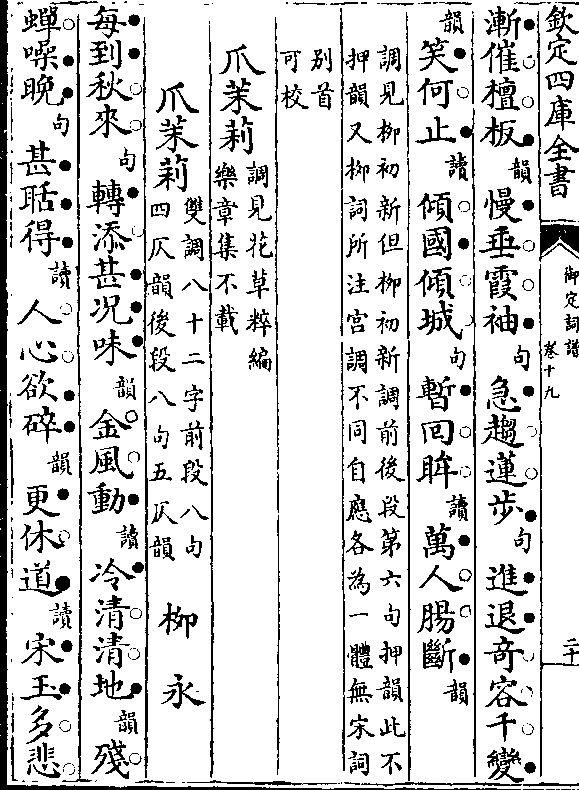 欽定四庫全書
御定詞譜
卷十九
二十
漸催檀板韻慢垂霞袖句急趨蓮步句進退奇容千變
韻笑何止讀傾國傾城句暫回眸讀萬人腸斷韻
調見柳初新但柳初新調前後段第六句押韻此不
押韻又柳詞所注宮調不同自應各為一體無宋詞
别首
可校
爪茉莉
調見花草粹編
樂章集不載
爪茉莉
雙調八十二字前段八句
四仄韻後段八句五仄韻
柳永
每到秋來句轉添甚况味韻金風動讀冷清清地韻殘
蟬噪晚句甚聒得讀人心欲碎韻更休道讀宋玉多悲